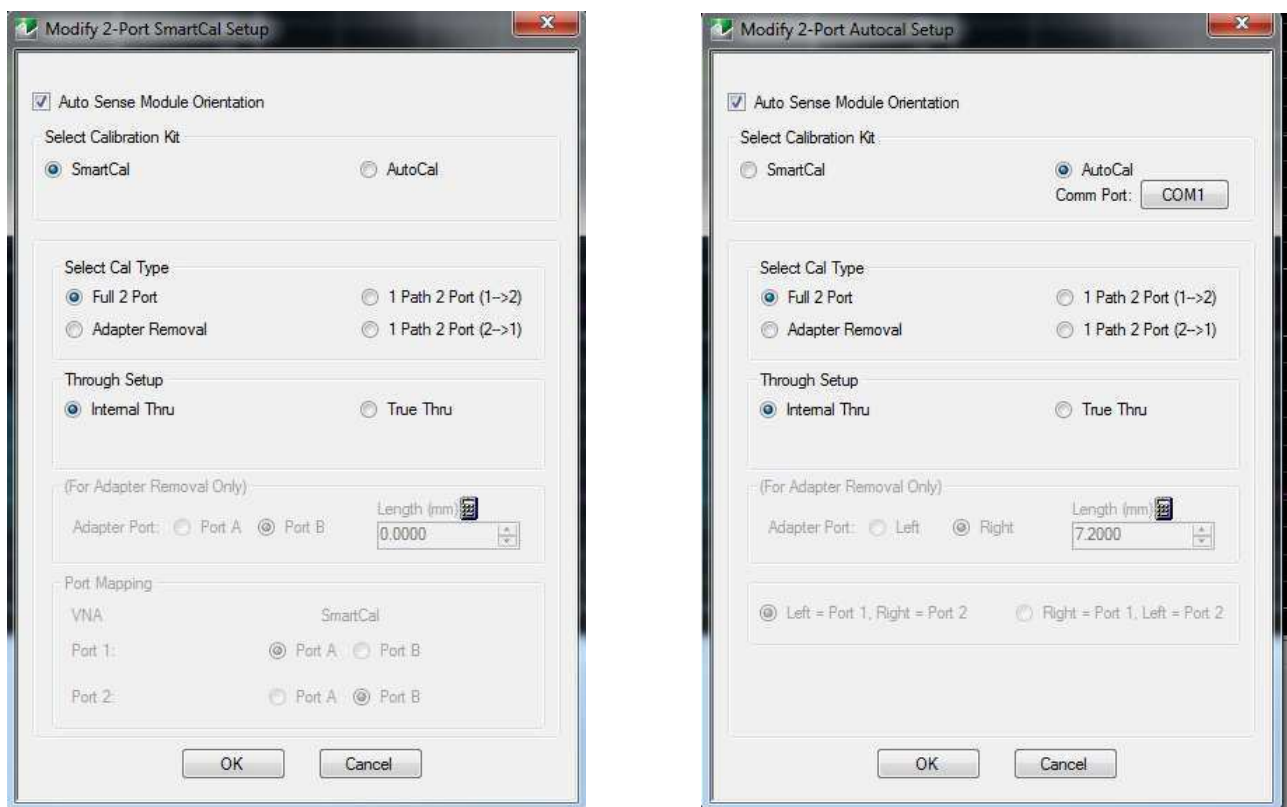 Modify 2-Port SmartCal Setup
Auto Sense Module Orientation
Select Calibration Kit
SmartCal AutoCal
Select Cal Type
Full 2 Port 1 Path 2 Port (1-->2)
Adapter Removal 1 Path 2 Port (2-->1)
Through Setup
Internal Thru True Thru
(For Adapter Removal Only)
Length (mm)
Adapter Port: Port A Port B 0.0000
Port Mapping
VNA SmartCal
Port 1: Port A Port B
Port 2: Port A Port B
OK Cancel
Modify 2-Port Autocal Setup
Auto Sense Module Orientation
Select Calibration Kit
SmartCal AutoCal
Comm Port: COM1
Select Cal Type
Full 2 Port 1 Path 2 Port (1-->2)
Adapter Removal 1 Path 2 Port (2-->1)
Through Setup
Internal Thru True Thru
(For Adapter Removal Only)
Length (mm)
Adapter Port: Left Right 7.2000
Left = Port 1, Right = Port 2 Right = Port 1, Left = Port 2
OK Cancel